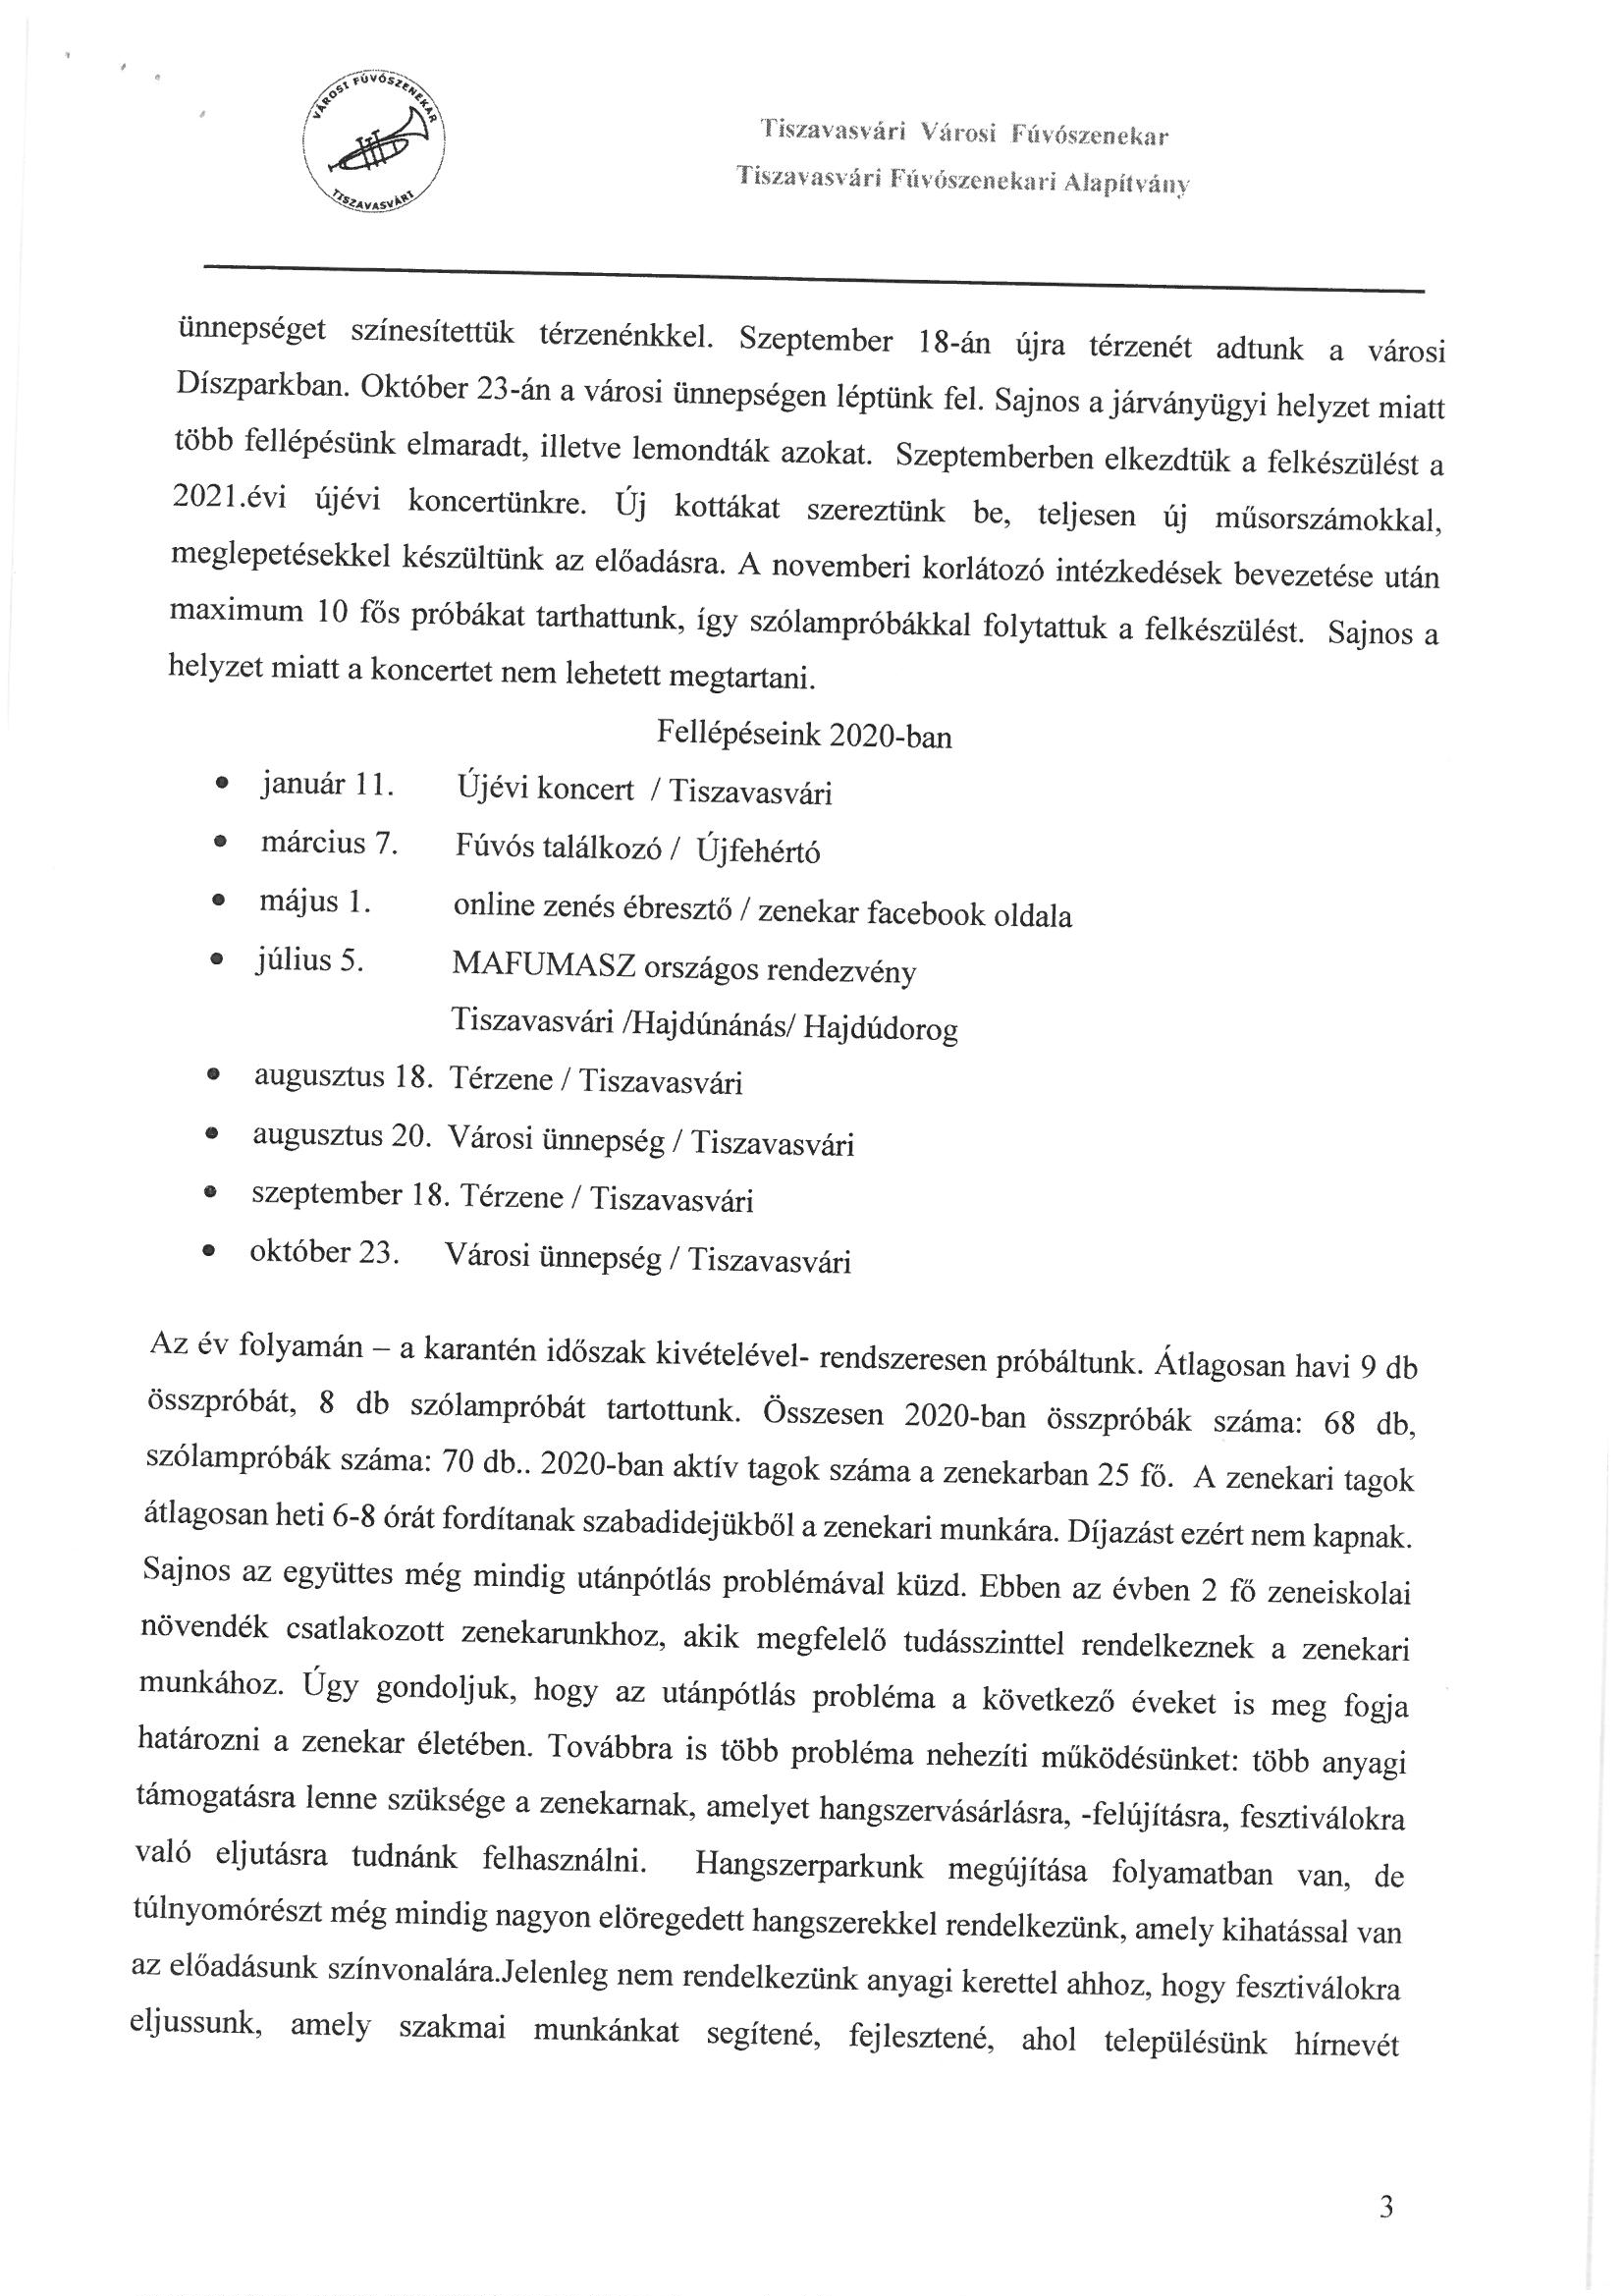 VÁROSI FÚVÓSZENEKAR
TISZAVASVÁRI
Tiszavasvári Városi Fúvószenekar
Tiszavasvári Fúvószenekari Alapítvány
ünnepséget színesítettük térzenénkkel. Szeptember 18-án újra térzenét adtunk a városi
Díszparkban. Október 23-án a városi ünnepségen léptünk fel. Sajnos a járványügyi helyzet miatt
több fellépésünk elmaradt, illetve lemondták azokat. Szeptemberben elkezdtük a felkészülést a
2021.évi újévi koncertünkre. Új kottákat szereztünk be, teljesen új műsorszámokkal,
meglepetésekkel készültünk az előadásra. A novemberi korlátozó intézkedések bevezetése után
maximum 10 fős próbákat tarthattunk, így szólampróbákkal folytattuk a felkészülést. Sajnos a
helyzet miatt a koncertet nem lehetett megtartani.
Fellépéseink 2020-ban
• január 11. Újévi koncert / Tiszavasvári
• március 7. Fúvós találkozó / Újfehértó
• május 1. online zenés ébresztő / zenekar facebook oldala
• július 5. MAFUMASZ országos rendezvény
Tiszavasvári /Hajdúnánás/ Hajdúdorog
• augusztus 18. Térzene / Tiszavasvári
• augusztus 20. Városi ünnepség / Tiszavasvári
• szeptember 18. Térzene / Tiszavasvári
• október 23. Városi ünnepség / Tiszavasvári
Az év folyamán – a karantén időszak kivételével- rendszeresen próbáltunk. Átlagosan havi 9 db
összpróbát, 8 db szólampróbát tartottunk. Összesen 2020-ban összpróbák száma: 68 db,
szólampróbák száma: 70 db.. 2020-ban aktív tagok száma a zenekarban 25 fő. A zenekari tagok
átlagosan heti 6-8 órát fordítanak szabadidejükből a zenekari munkára. Díjazást ezért nem kapnak.
Sajnos az együttes még mindig utánpótlás problémával küzd. Ebben az évben 2 fő zeneiskolai
növendék csatlakozott zenekarunkhoz, akik megfelelő tudásszinttel rendelkeznek a zenekari
munkához. Úgy gondoljuk, hogy az utánpótlás probléma a következő éveket is meg fogja
határozni a zenekar életében. Továbbra is több probléma nehezíti működésünket: több anyagi
támogatásra lenne szüksége a zenekarnak, amelyet hangszervásárlásra, -felújításra, fesztiválokra
való eljutásra tudnánk felhasználni. Hangszerparkunk megújítása folyamatban van, de
túlnyomórészt még mindig nagyon elöregedett hangszerekkel rendelkezünk, amely kihatással van
az előadásunk színvonalára.Jelenleg nem rendelkezünk anyagi kerettel ahhoz, hogy fesztiválokra
eljussunk, amely szakmai munkánkat segítené, fejlesztené, ahol településünk hírnevét
3